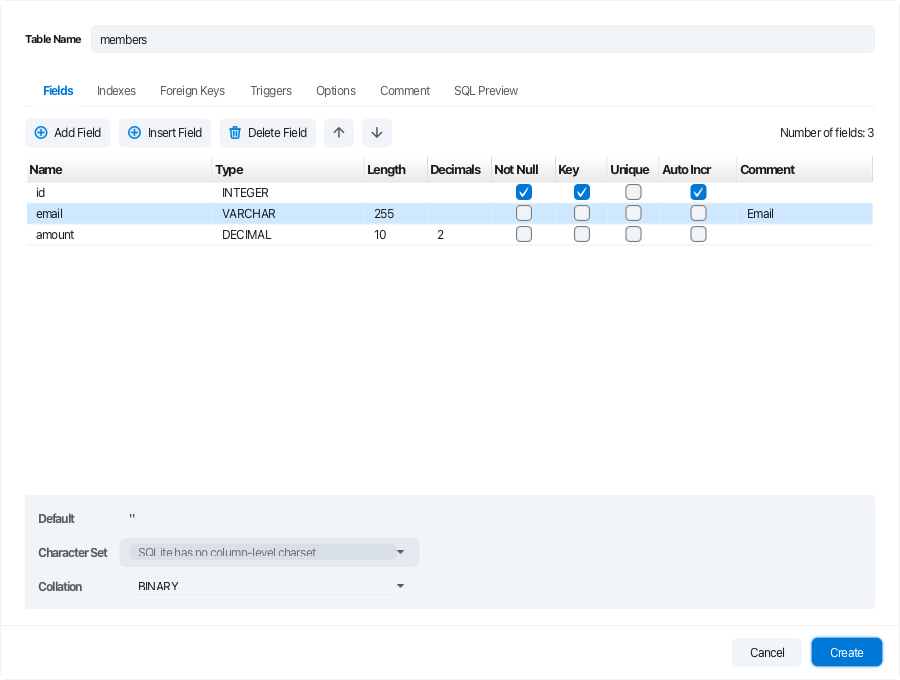 Table Name members
Fields Indexes Foreign Keys Triggers Options Comment SQL Preview
Add Field Insert Field Delete Field Number of fields: 3
Name Type Length Decimals Not Null Key Unique Auto Incr Comment
id INTEGER
email VARCHAR 255 Email
amount DECIMAL 10 2
Default ''
Character Set SQLite has no column-level charset
Collation BINARY
Cancel Create